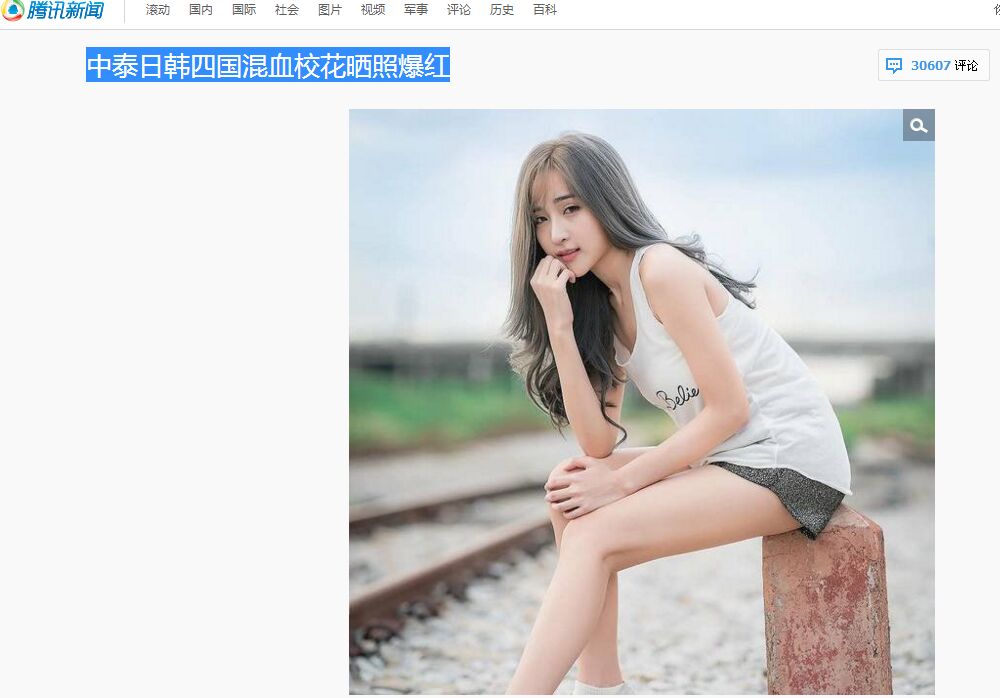 腾讯新闻
滚动 国内 国际 社会 图片 视频 军事 评论 历史 百科
中泰日韩四国混血校花晒照爆红
30607 评论
Belie